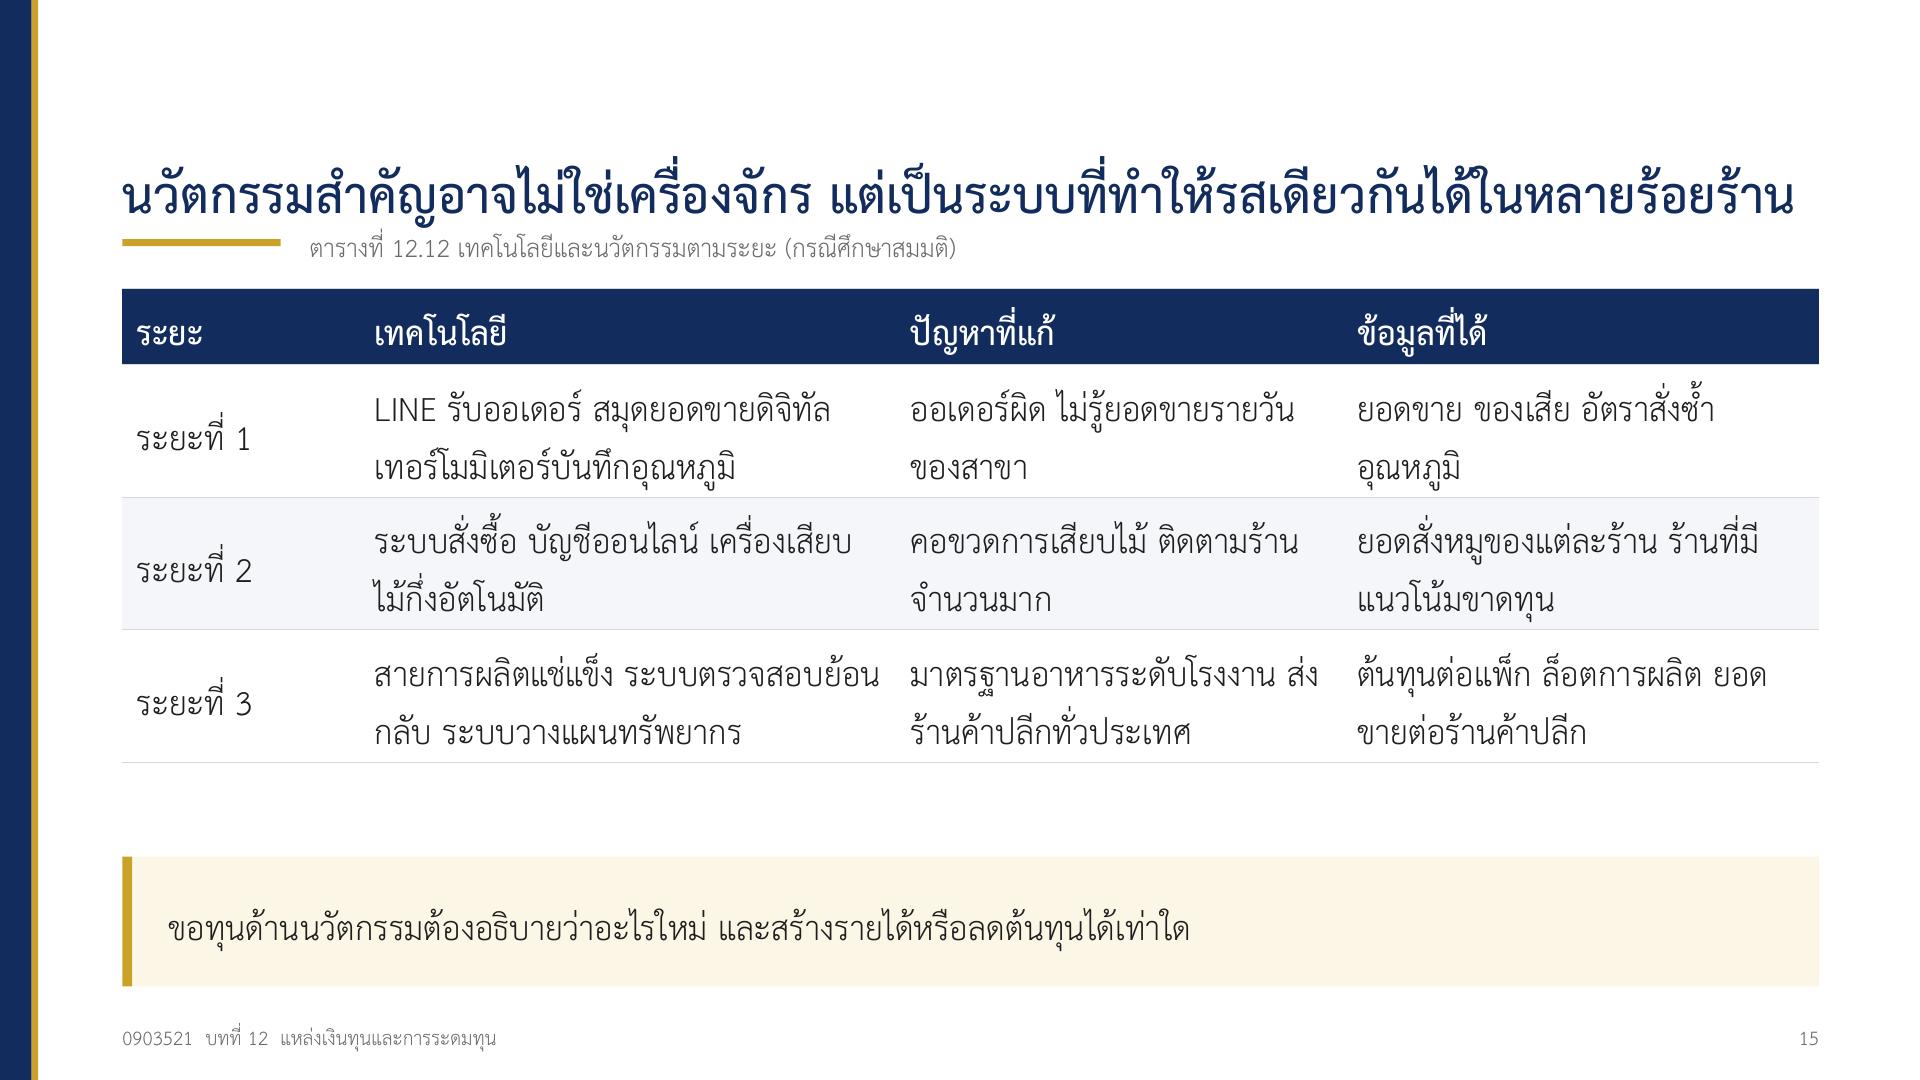 นวัตกรรมสำคัญอาจไม่ใช่เครื่องจักร แต่เป็นระบบที่ทำให้รสเดียวกันได้ในหลายร้อยร้าน
ตารางที่ 12.12 เทคโนโลยีและนวัตกรรมตามระยะ (กรณีศึกษาสมมติ)
ระยะ เทคโนโลยี ปัญหาที่แก้ ข้อมูลที่ได้
ระยะที่ 1
LINE รับออเดอร์ สมุดยอดขายดิจิทัล
เทอร์โมมิเตอร์บันทึกอุณหภูมิ
ออเดอร์ผิด ไม่รู้ยอดขายรายวัน
ของสาขา
ยอดขาย ของเสีย อัตราสั่งซ้ำ
อุณหภูมิ
ระยะที่ 2
ระบบสั่งซื้อ บัญชีออนไลน์ เครื่องเสียบ
ไม้กึ่งอัตโนมัติ
คอขวดการเสียบไม้ ติดตามร้าน
จำนวนมาก
ยอดสั่งหมูของแต่ละร้าน ร้านที่มี
แนวโน้มขาดทุน
ระยะที่ 3
สายการผลิตแช่แข็ง ระบบตรวจสอบย้อน
กลับ ระบบวางแผนทรัพยากร
มาตรฐานอาหารระดับโรงงาน ส่ง
ร้านค้าปลีกทั่วประเทศ
ต้นทุนต่อแพ็ก ล็อตการผลิต ยอด
ขายต่อร้านค้าปลีก
ขอทุนด้านนวัตกรรมต้องอธิบายว่าอะไรใหม่ และสร้างรายได้หรือลดต้นทุนได้เท่าใด
0903521 บทที่ 12 แหล่งเงินทุนและการระดมทุน
15